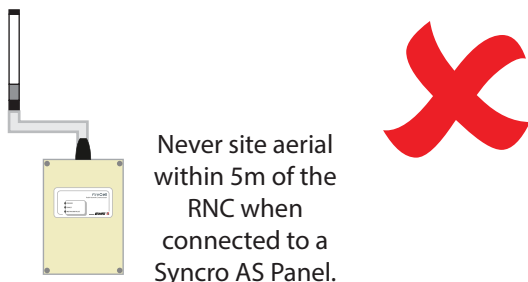 Never site aerial
within 5m of the
RNC when
connected to a
Syncro AS Panel.